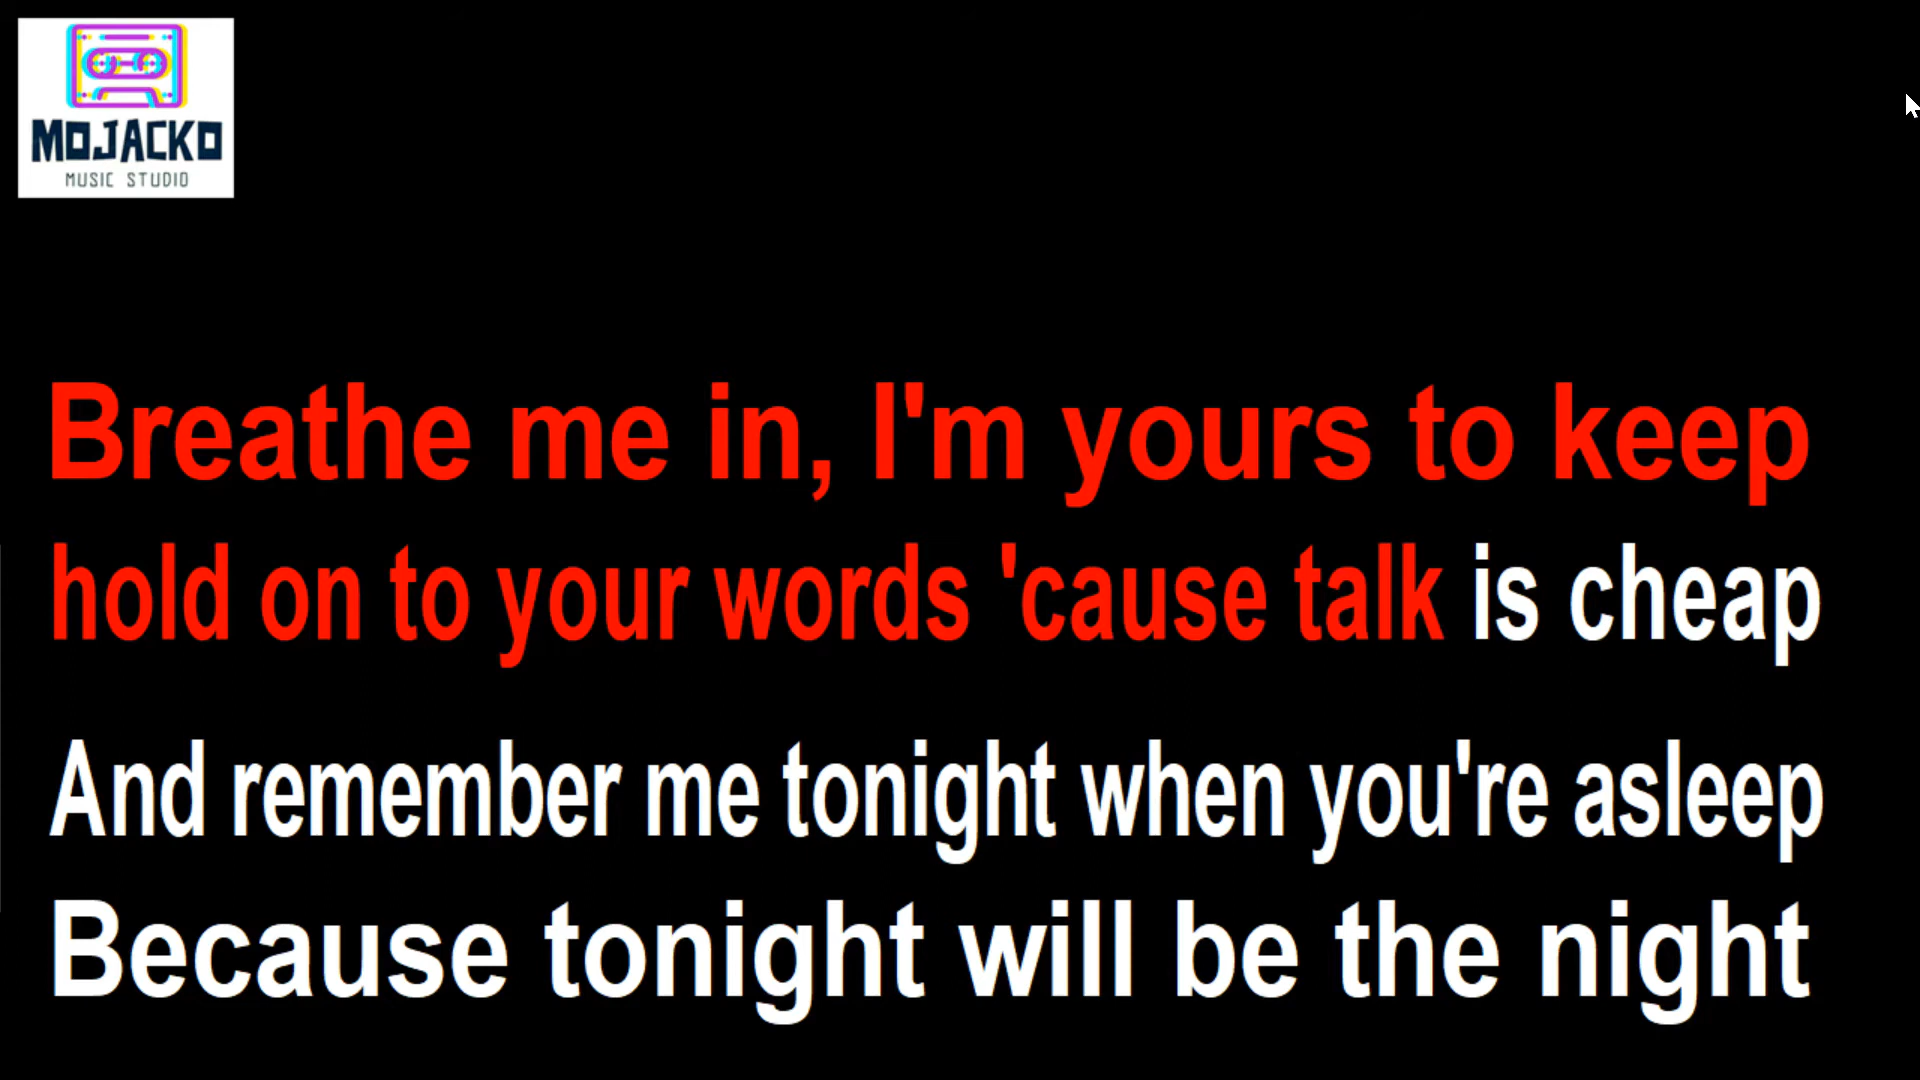 MOJACKO
MUSIC STUDIO
Breathe me in, I'm yours to keep
hold on to your words 'cause talk is cheap
And remember me tonight when you're asleep
Because tonight will be the night